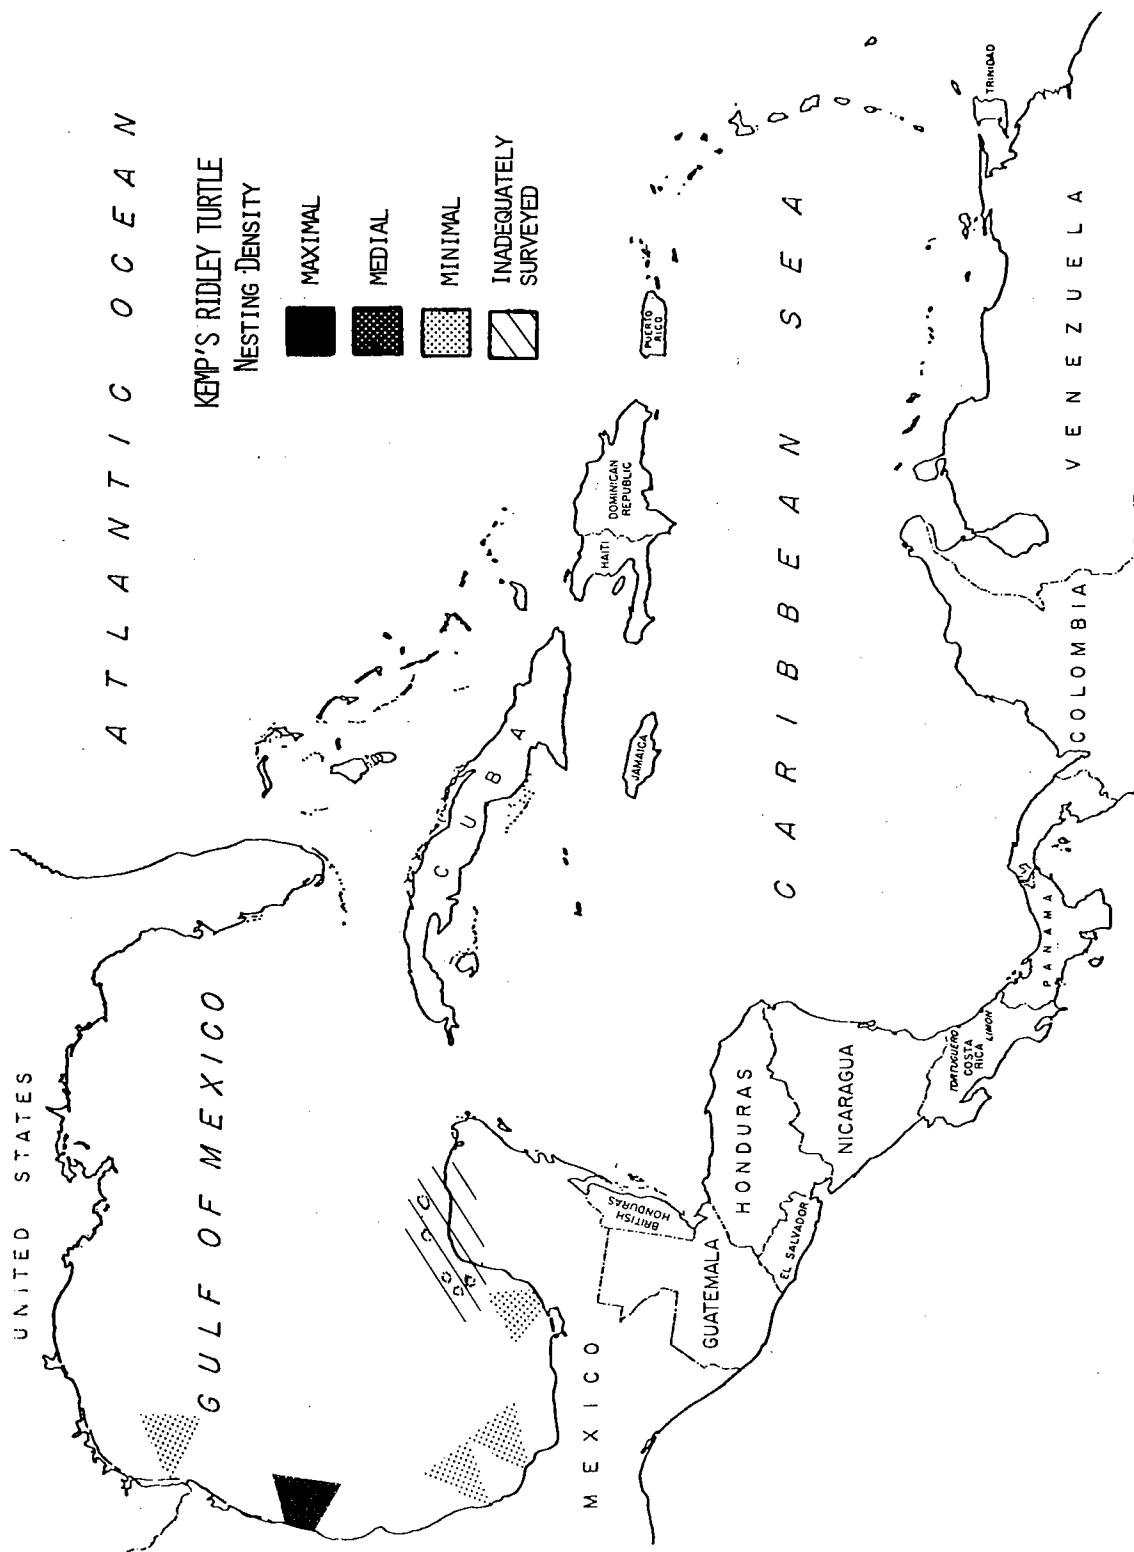 ATLANTIC OCEAN
KEMP'S RIDLEY TURTLE
NESTING DENSITY
MAXIMAL
MEDIAL
MINIMAL
INADEQUATELY
SURVEYED
UNITED STATES
GULF OF MEXICO
CUBA
HAITI
DOMINICAN
REPUBLIC
PUERTO
RICO
JAMAICA
CARIBBEAN SEA
MEXICO
BRITISH
HONDURAS
GUATEMALA
HONDURAS
EL SALVADOR
NICARAGUA
TORTUGUERO
COSTA
RICA
LIMON
PANAMA
COLOMBIA
VENEZUELA
TRINIDAD